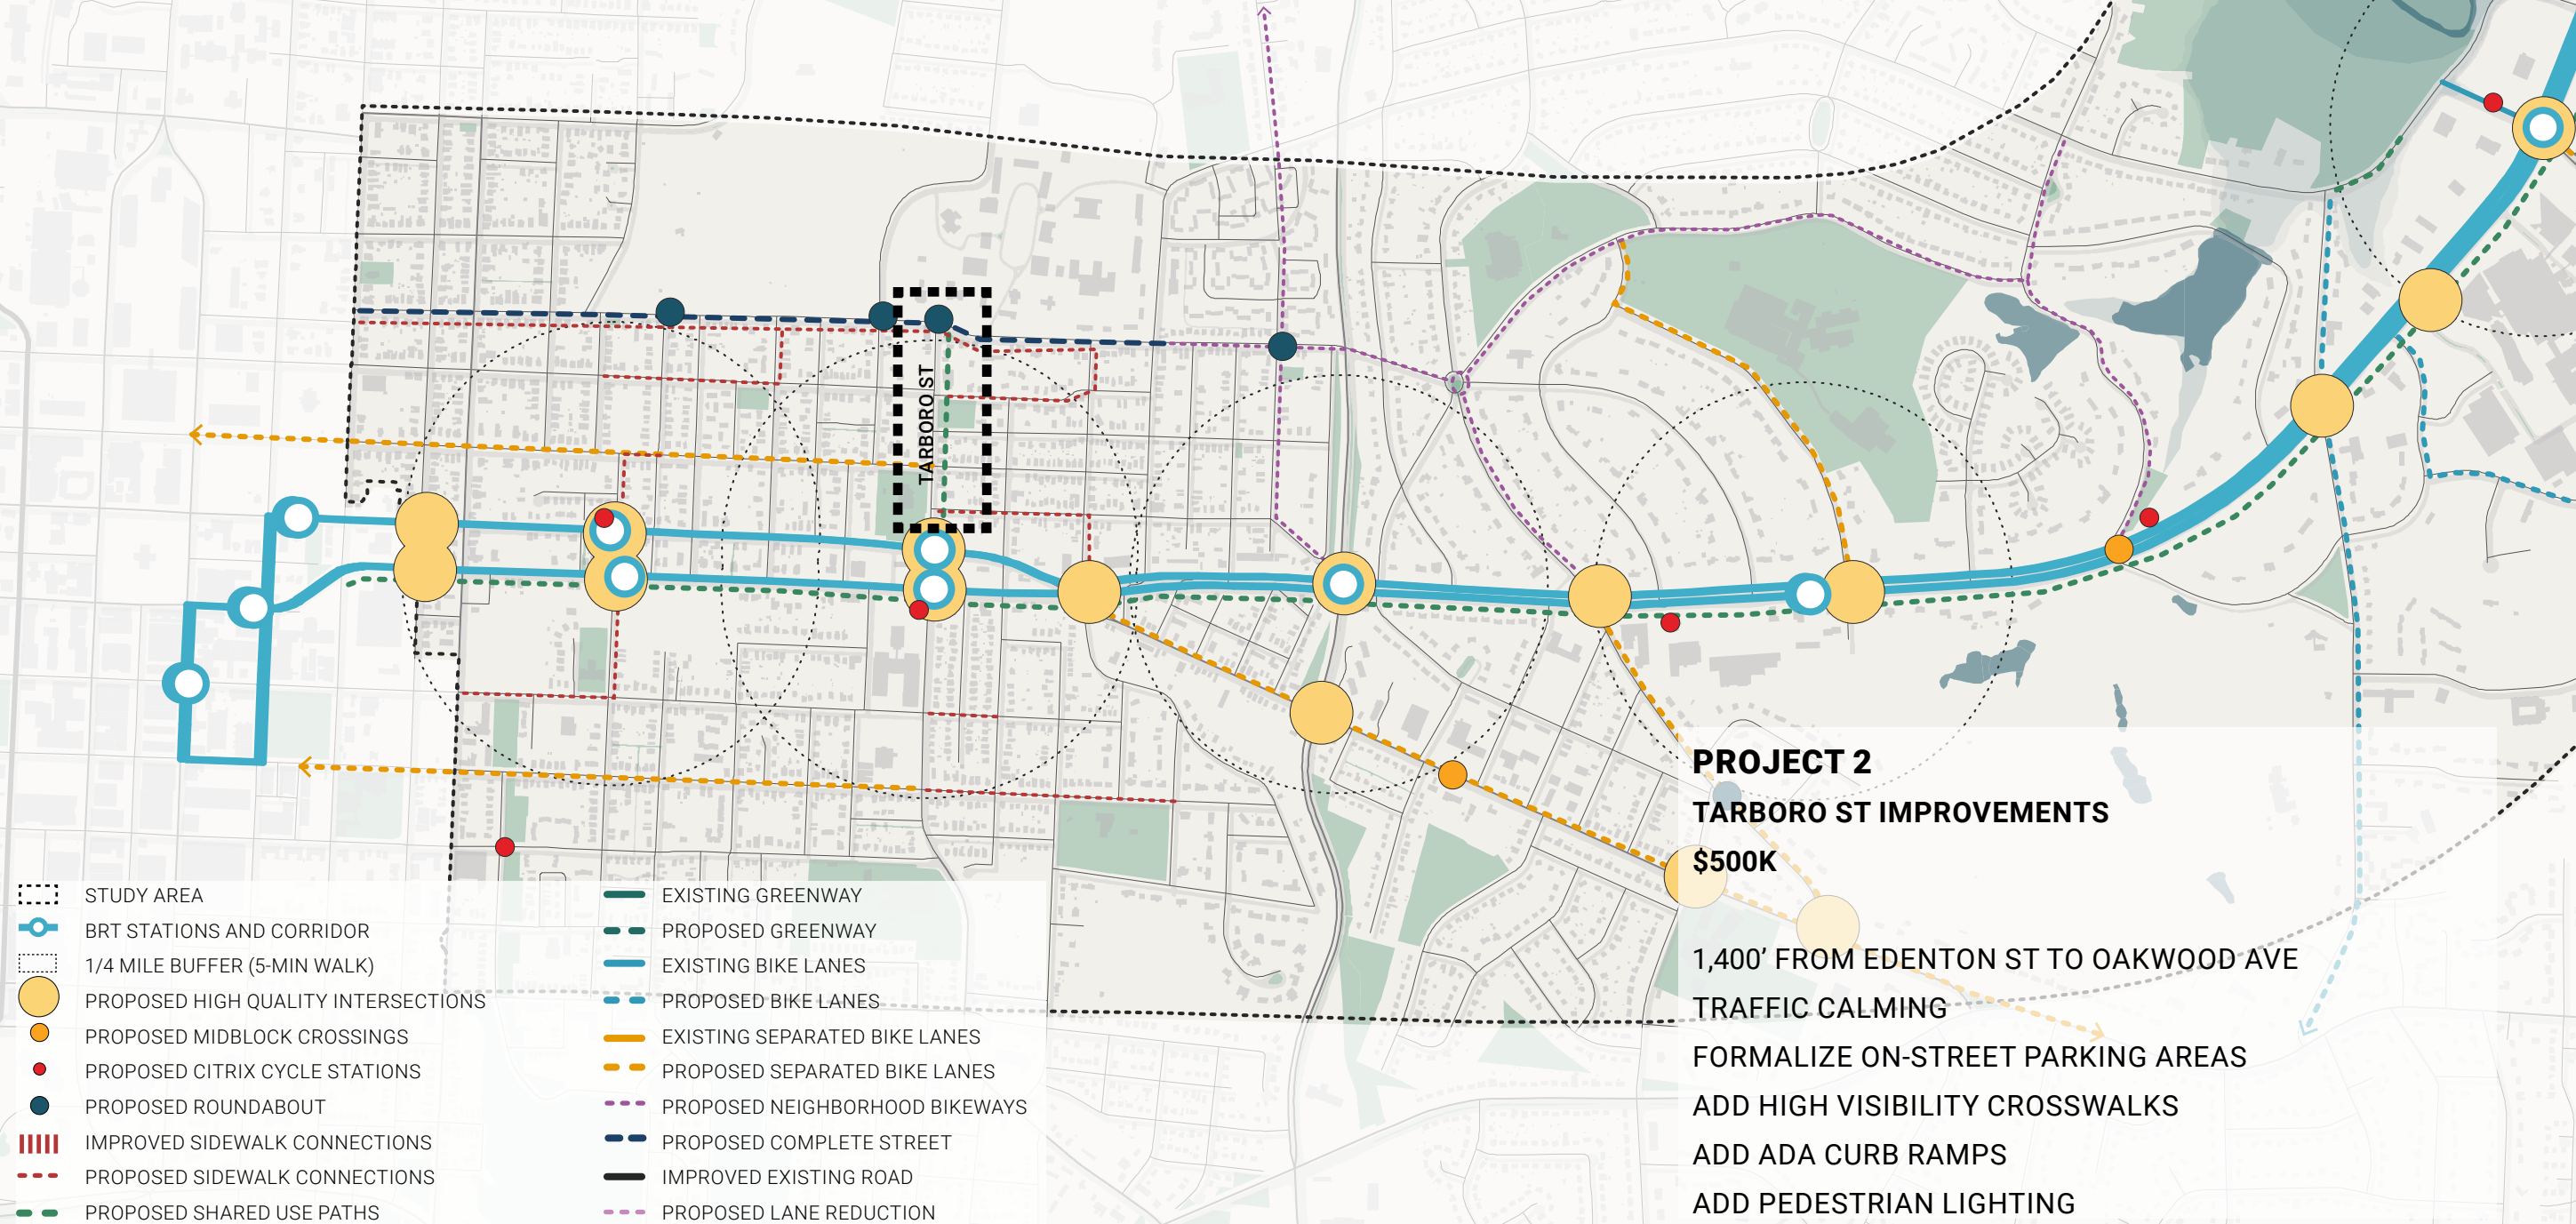 TARBORO ST
PROJECT 2
TARBORO ST IMPROVEMENTS
$500K
1,400’ FROM EDENTON ST TO OAKWOOD AVE
TRAFFIC CALMING
FORMALIZE ON-STREET PARKING AREAS
ADD HIGH VISIBILITY CROSSWALKS
ADD ADA CURB RAMPS
ADD PEDESTRIAN LIGHTING
STUDY AREA
BRT STATIONS AND CORRIDOR
1/4 MILE BUFFER (5-MIN WALK)
PROPOSED HIGH QUALITY INTERSECTIONS
PROPOSED MIDBLOCK CROSSINGS
PROPOSED CITRIX CYCLE STATIONS
PROPOSED ROUNDABOUT
IMPROVED SIDEWALK CONNECTIONS
PROPOSED SIDEWALK CONNECTIONS
PROPOSED SHARED USE PATHS
EXISTING GREENWAY
PROPOSED GREENWAY
EXISTING BIKE LANES
PROPOSED BIKE LANES
EXISTING SEPARATED BIKE LANES
PROPOSED SEPARATED BIKE LANES
PROPOSED NEIGHBORHOOD BIKEWAYS
PROPOSED COMPLETE STREET
IMPROVED EXISTING ROAD
PROPOSED LANE REDUCTION